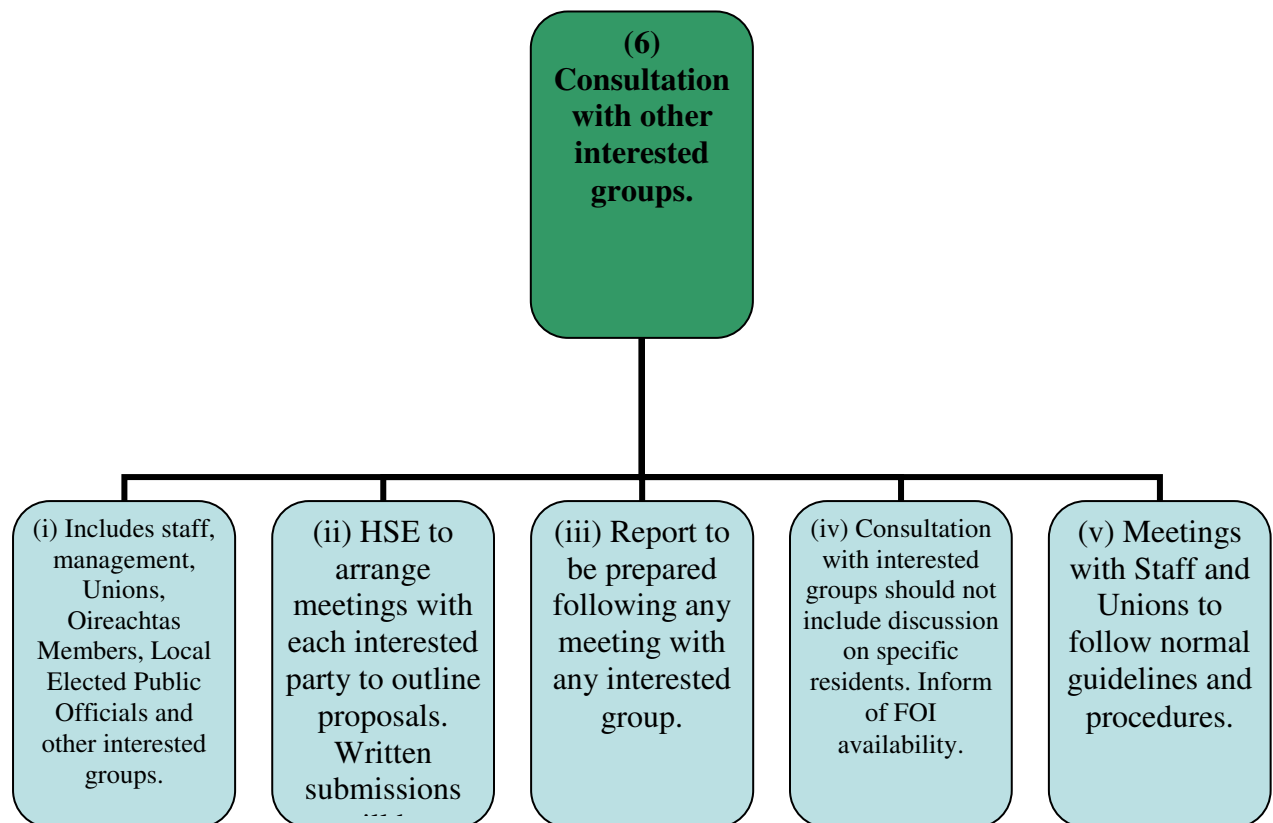 (6)
Consultation
with other
interested
groups.
(i) Includes staff,
management,
Unions,
Oireachtas
Members, Local
Elected Public
Officials and
other interested
groups.
(ii) HSE to
arrange
meetings with
each interested
party to outline
proposals.
Written
submissions
(iii) Report to
be prepared
following any
meeting with
any interested
group.
(iv) Consultation
with interested
groups should not
include discussion
on specific
residents. Inform
of FOI
availability.
(v) Meetings
with Staff and
Unions to
follow normal
guidelines and
procedures.